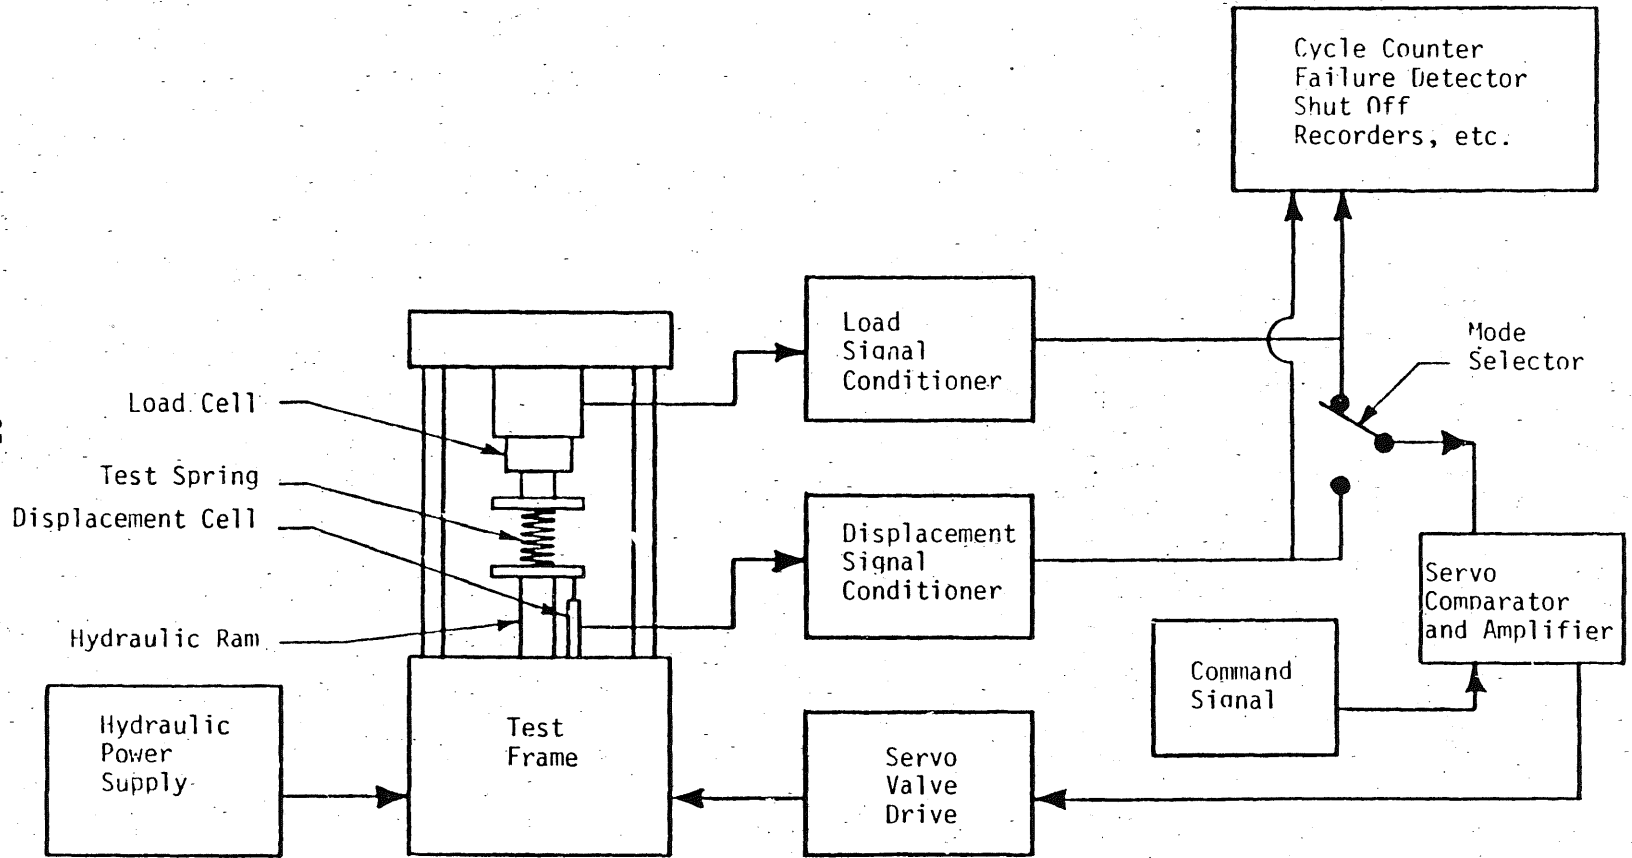 Cycle Counter
Failure Detector
Shut Off
Recorders, etc.
Load
Signal
Conditioner
Mode
Selector
Load Cell
Test Spring
Displacement Cell
Hydraulic Ram
Displacement
Signal
Conditioner
Servo
Comparator
and Amplifier
Command
Signal
Hydraulic
Power
Supply
Test
Frame
Servo
Valve
Drive